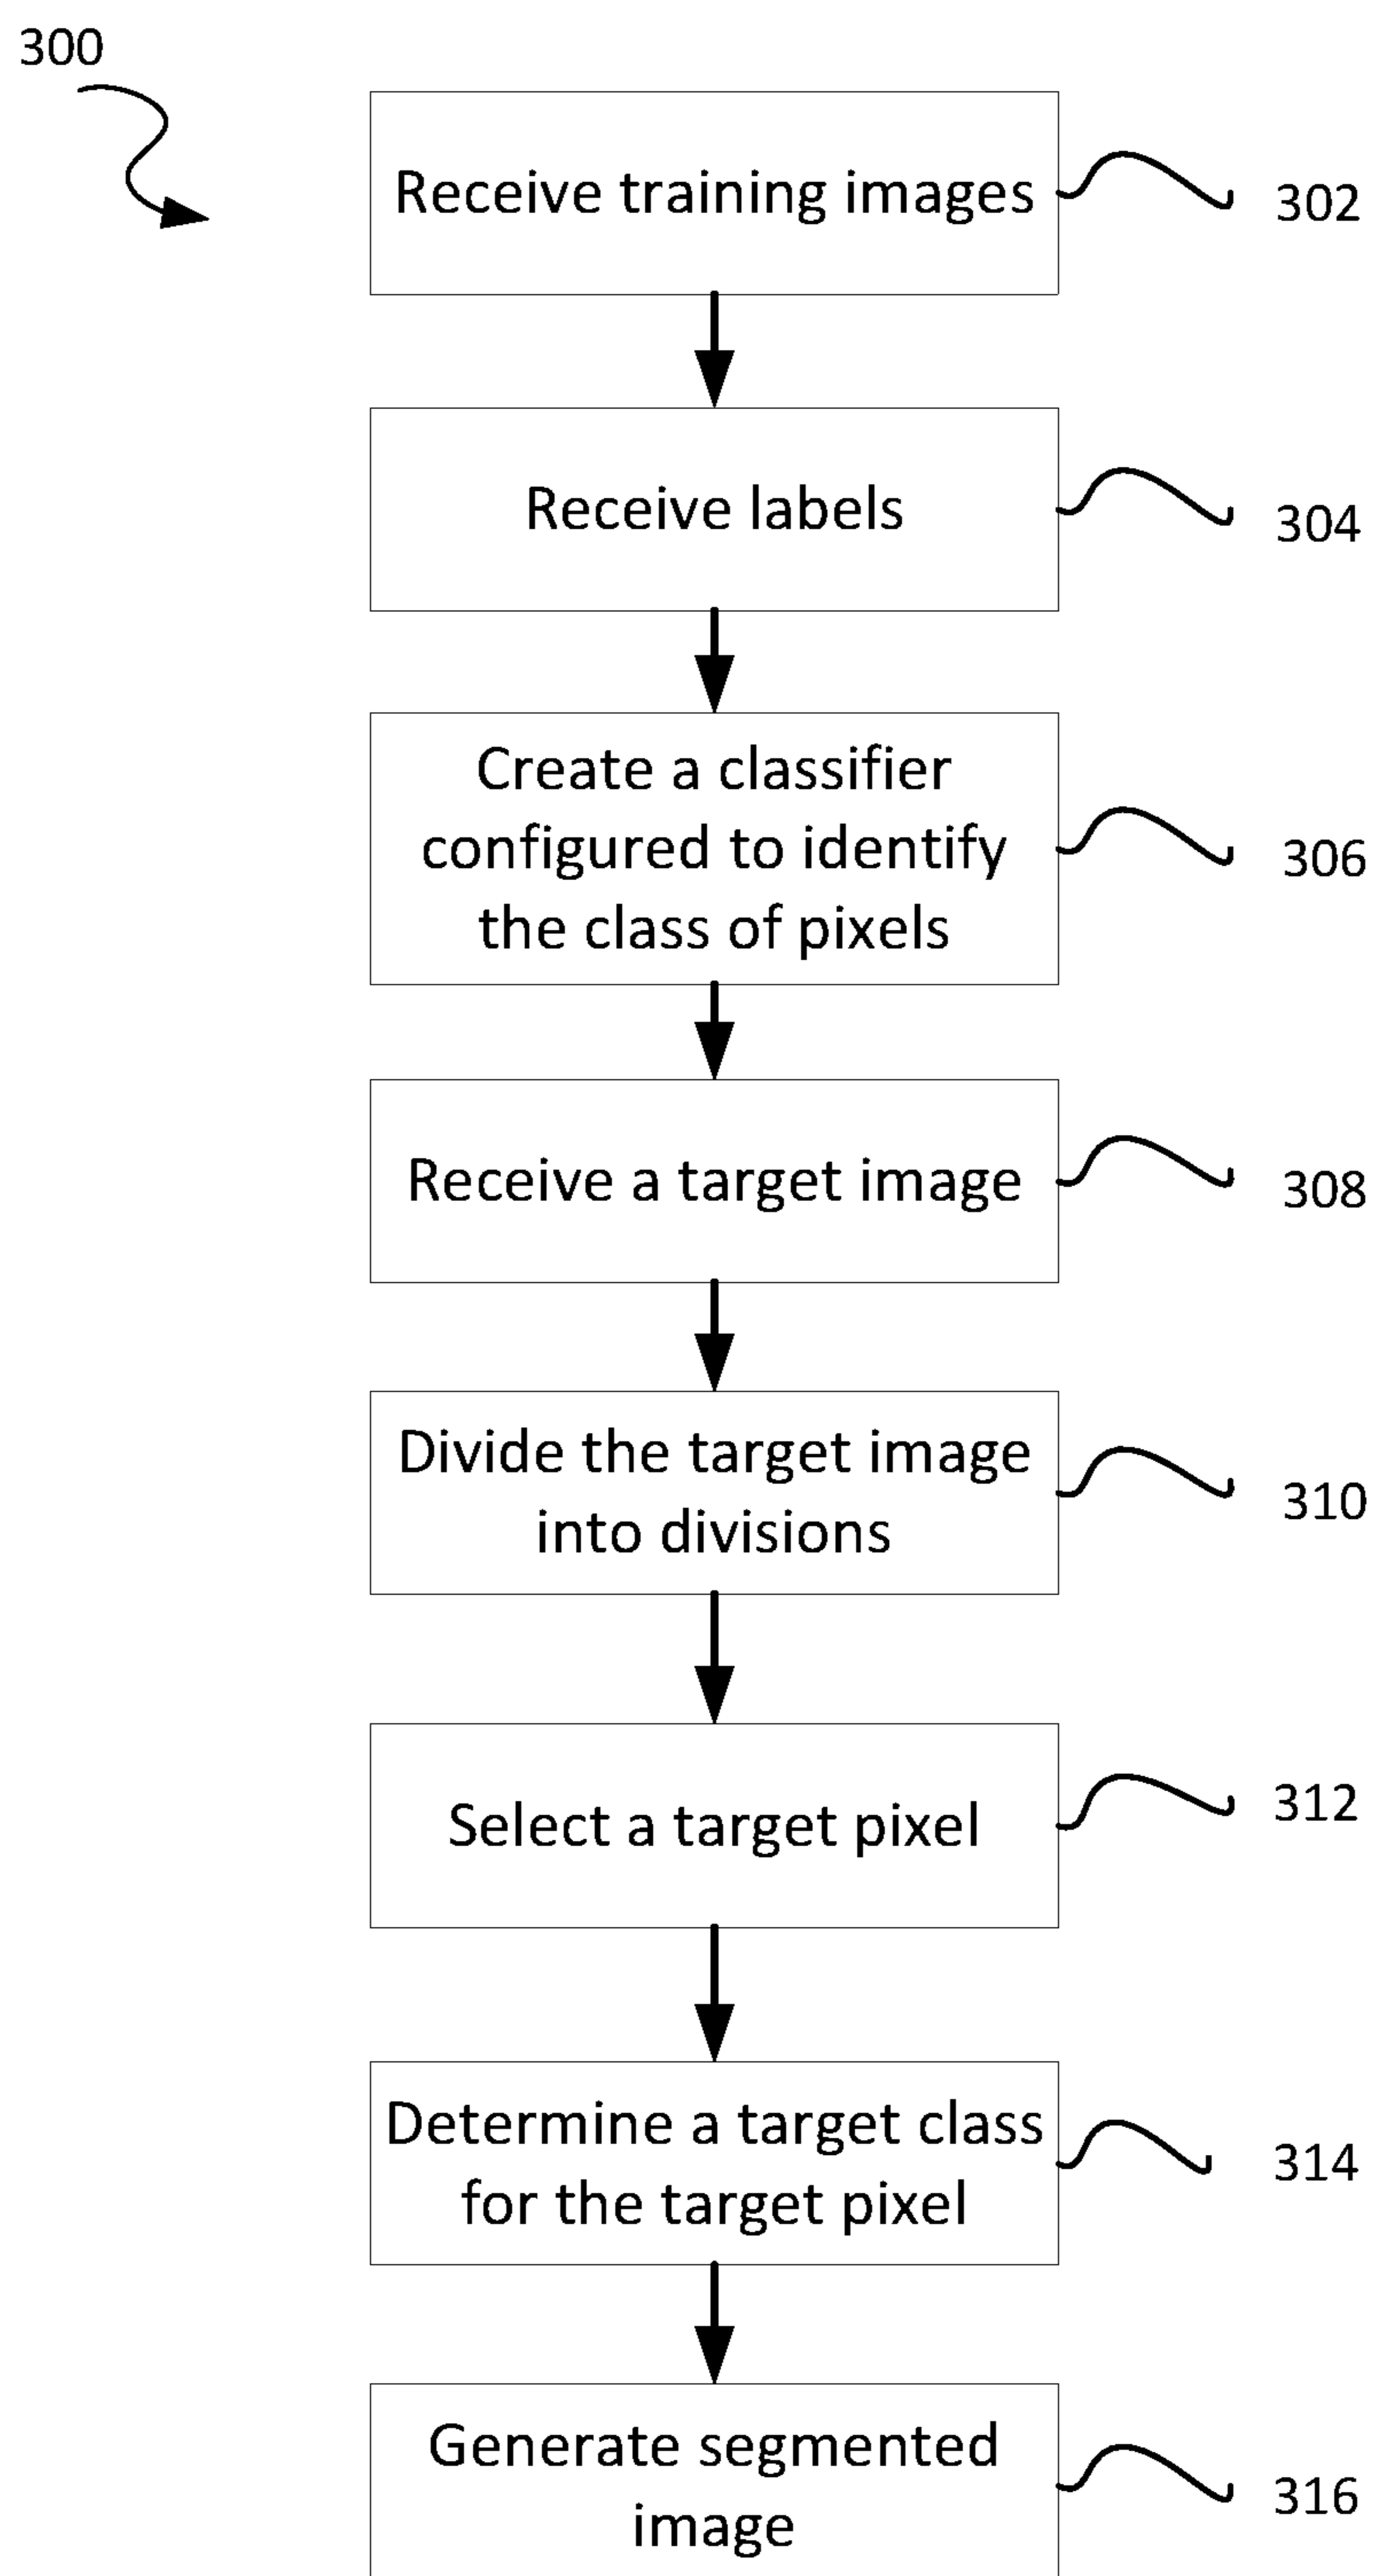 300
Receive training images
302
Receive labels
304
Create a classifier
configured to identify
the class of pixels
306
Receive a target image
308
Divide the target image
into divisions
310
Select a target pixel
312
Determine a target class
for the target pixel
314
Generate segmented
image
316